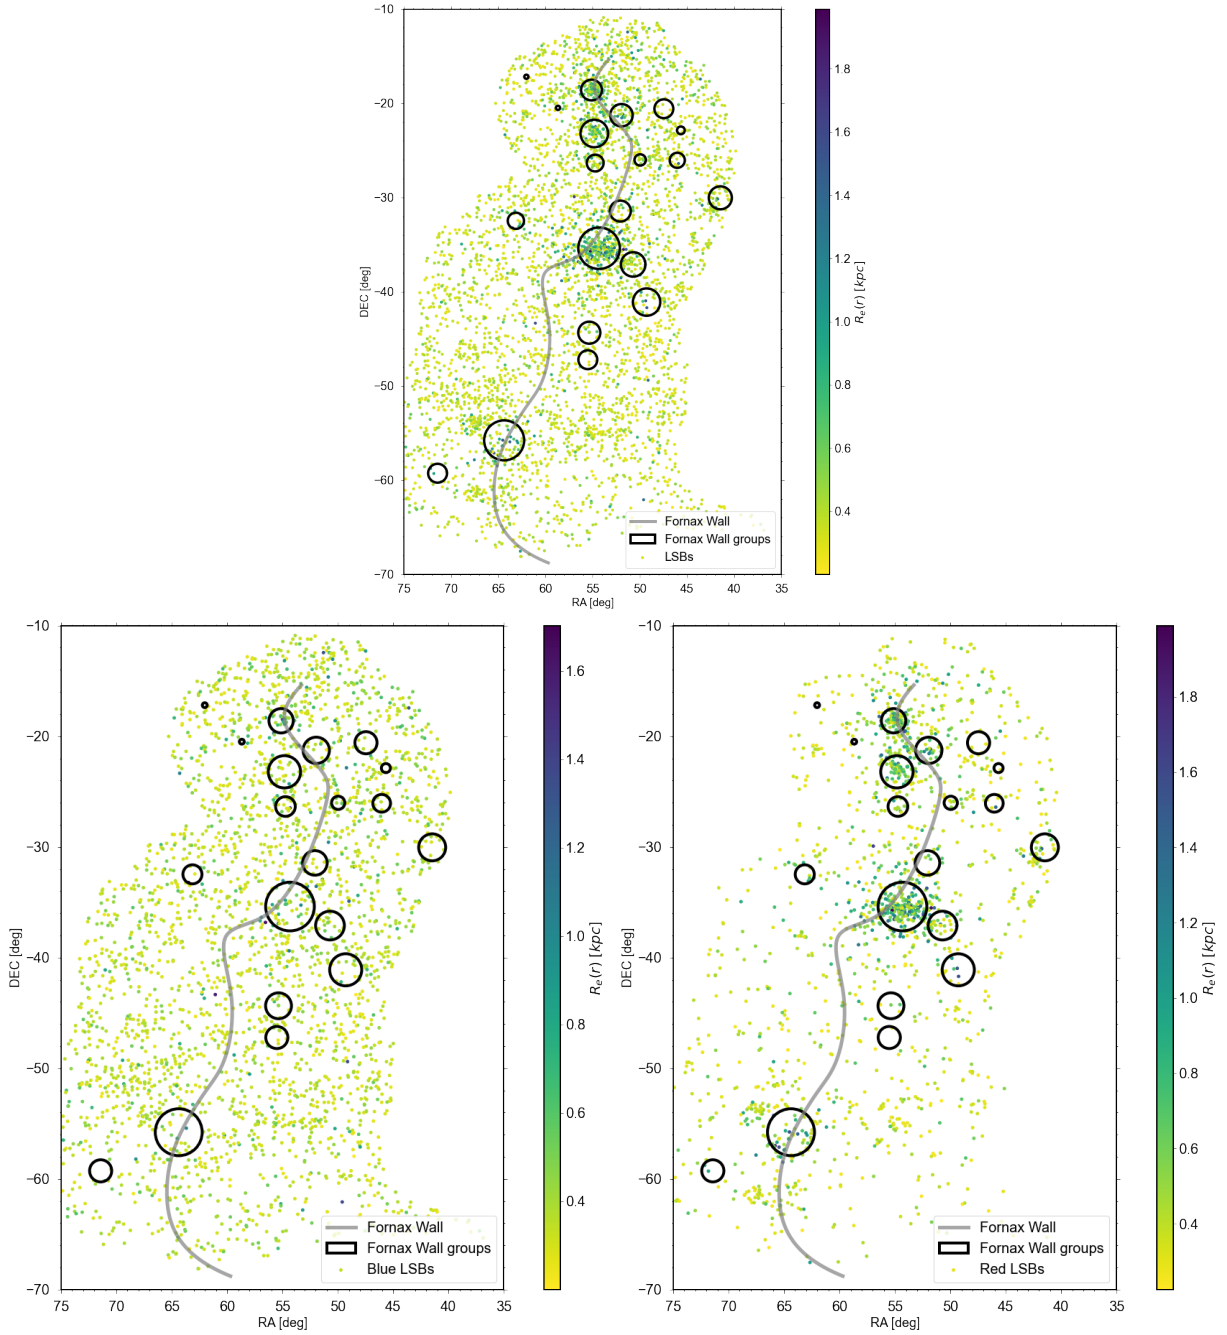 −10
−20
−30
−40
−50
−60
−70
DEC [deg]
75 70 65 60 55 50 45 40 35
RA [deg]
Fornax Wall
Fornax Wall groups
LSBs
1.8
1.6
1.4
1.2
1.0
0.8
0.6
0.4
Re(r) [kpc]
−10
−20
−30
−40
−50
−60
−70
DEC [deg]
75 70 65 60 55 50 45 40 35
RA [deg]
Fornax Wall
Fornax Wall groups
Blue LSBs
1.6
1.4
1.2
1.0
0.8
0.6
0.4
Re(r) [kpc]
−10
−20
−30
−40
−50
−60
−70
DEC [deg]
75 70 65 60 55 50 45 40 35
RA [deg]
Fornax Wall
Fornax Wall groups
Red LSBs
1.8
1.6
1.4
1.2
1.0
0.8
0.6
0.4
Re(r) [kpc]